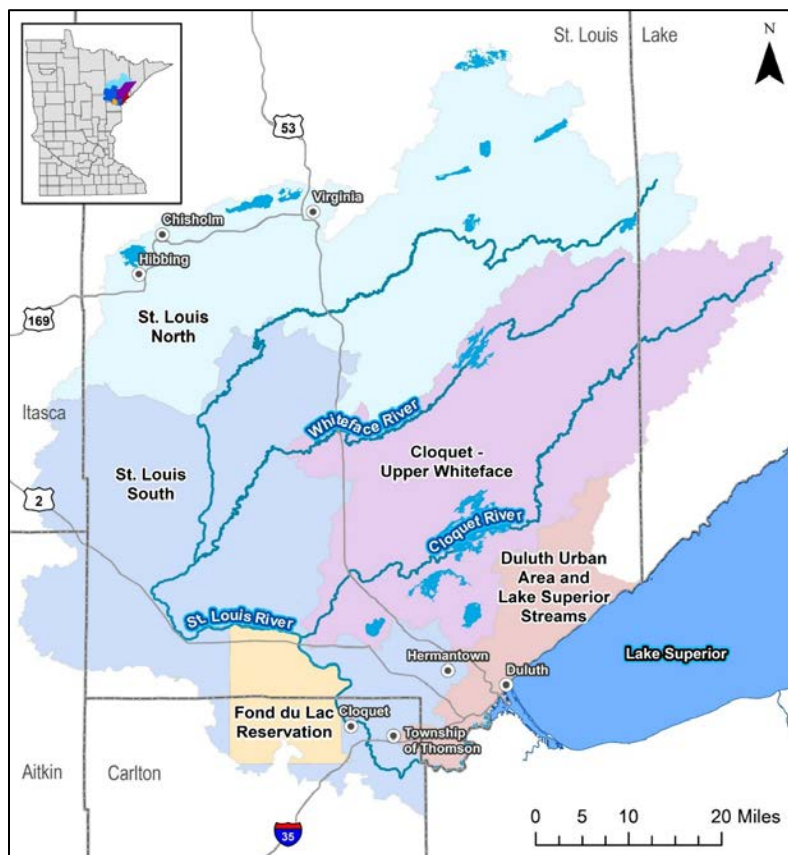 St. Louis
Lake
N
53
Virginia
Chisholm
Hibbing
169
St. Louis
North
Itasca
Whiteface River
Cloquet -
Upper Whiteface
St. Louis
South
2
Cloquet River
Duluth Urban
Area and
Lake Superior
Streams
St. Louis River
Lake Superior
Hermantown
Duluth
Fond du Lac
Reservation
Cloquet
Township
of Thomson
Aitkin
Carlton
35
0 5 10 20 Miles